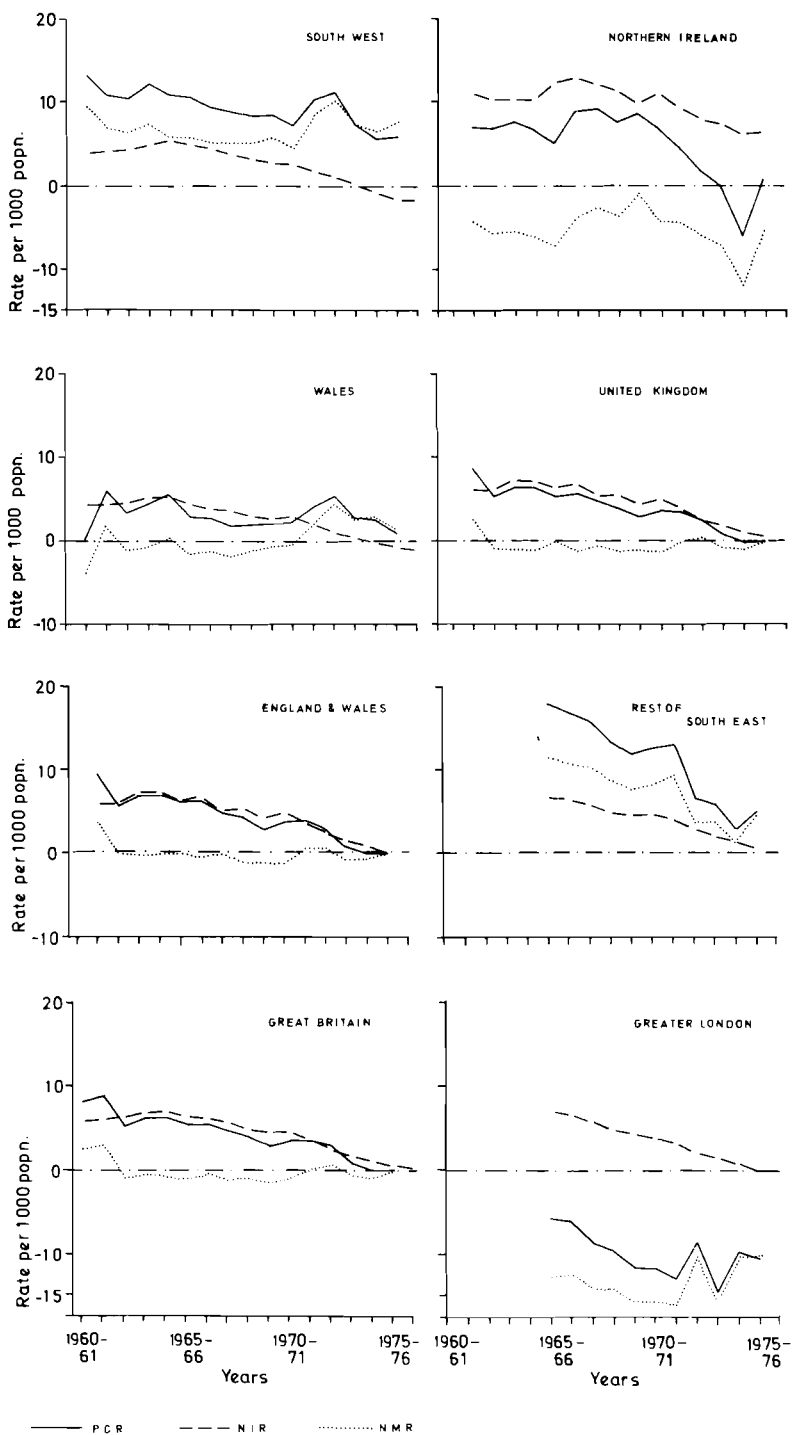 20
SOUTH WEST
NORTHERN IRELAND
10
0
-10
-15
Rate per 1000 popn.
20
WALES
UNITED KINGDOM
10
0
-10
Rate per 1000 popn.
20
ENGLAND & WALES
REST OF
SOUTH EAST
10
0
-10
Rate per 1000 popn.
20
GREAT BRITAIN
GREATER LONDON
10
0
-10
-15
Rate per 1000 popn.
1960-
61
1965-
66
1970-
71
1975-
76
1960-
61
1965-
66
1970-
71
1975-
76
Years
Years
PCR NIR NMR